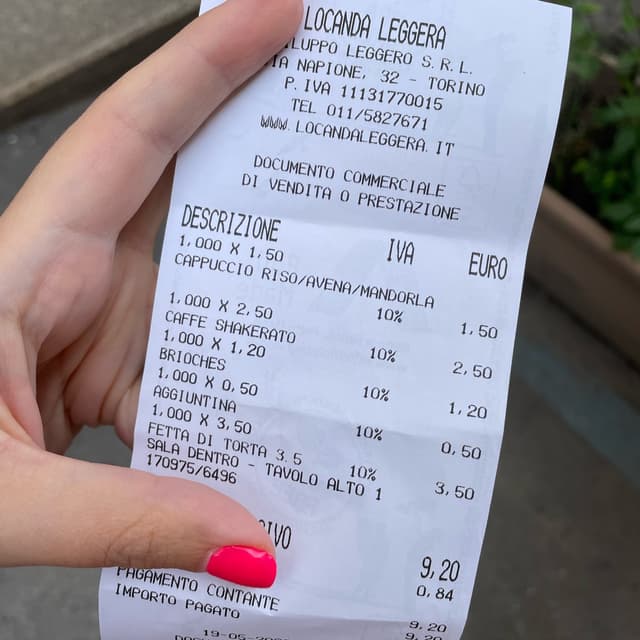 LOCANDA LEGGERA
ILUPPO LEGGERO S.R.L.
VIA NAPIONE, 32 - TORINO
P.IVA 11131770015
TEL 011/5827671
WWW.LOCANDALEGGERA.IT
DOCUMENTO COMMERCIALE
DI VENDITA O PRESTAZIONE
DESCRIZIONE IVA EURO
1,000 X 1,50
CAPPUCCIO RISO/AVENA/MANDORLA
10% 1,50
1,000 X 2,50
CAFFE SHAKERATO 10% 2,50
1,000 X 1,20
BRIOCHES 10% 1,20
1,000 X 0,50
AGGIUNTINA 10% 0,50
1,000 X 3,50
FETTA DI TORTA 3.5 10% 3,50
SALA DENTRO - TAVOLO ALTO 1
170975/6496
IVO 9,20
0,84
PAGAMENTO CONTANTE 9,20
IMPORTO PAGATO 9,20